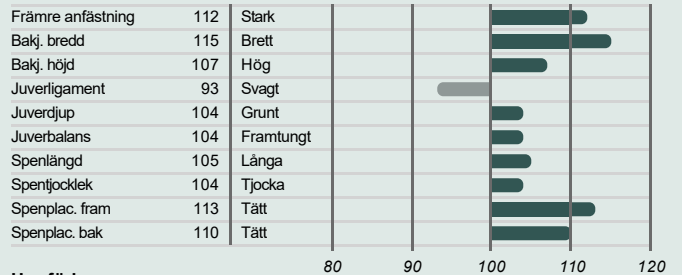 Främre anfästning 112 Stark
Bakj. bredd 115 Brett
Bakj. höjd 107 Hög
Juverligament 93 Svagt
Juverdjup 104 Grunt
Juverbalans 104 Framtungt
Spenlängd 105 Långa
Spentjocklek 104 Tjocka
Spenplac. fram 113 Tätt
Spenplac. bak 110 Tätt
80 90 100 110 120